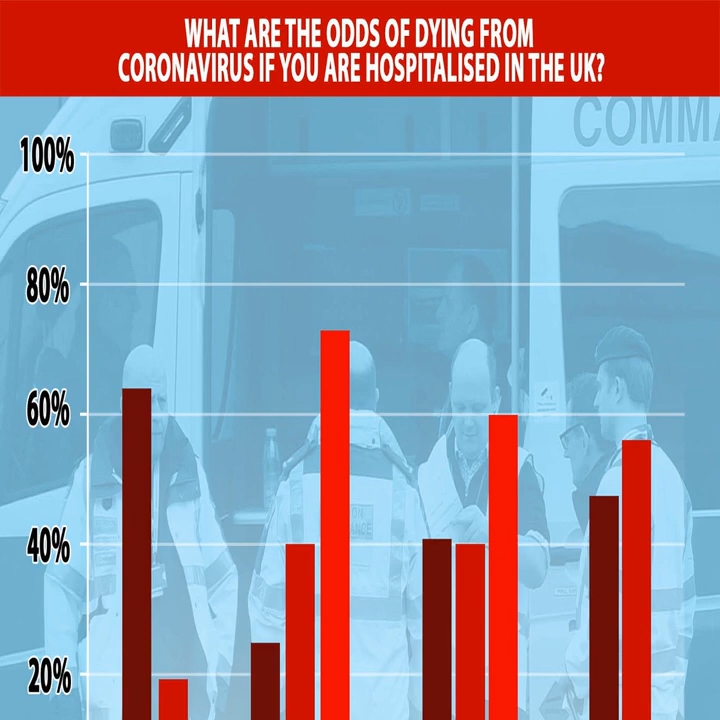 WHAT ARE THE ODDS OF DYING FROM
CORONAVIRUS IF YOU ARE HOSPITALISED IN THE UK?
COMMA
100%
80%
60%
40%
20%